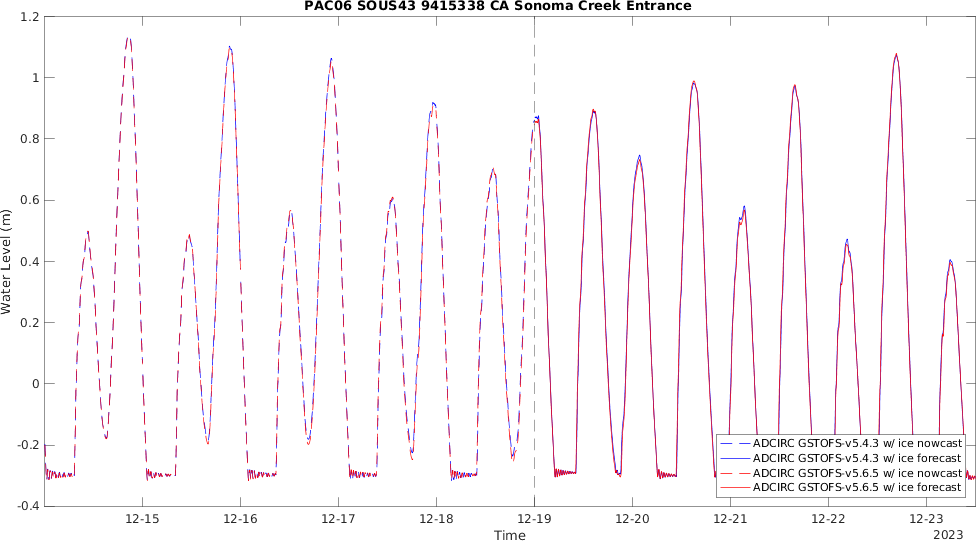 PAC06 SOUS43 9415338 CA Sonoma Creek Entrance
1.2
1
0.8
0.6
0.4
0.2
0
-0.2
-0.4
Water Level (m)
12-15
12-16
12-17
12-18
12-19
12-20
12-21
12-22
12-23
Time
2023
ADCIRC GSTOFS-v5.4.3 w/ ice nowcast
ADCIRC GSTOFS-v5.4.3 w/ ice forecast
ADCIRC GSTOFS-v5.6.5 w/ ice nowcast
ADCIRC GSTOFS-v5.6.5 w/ ice forecast